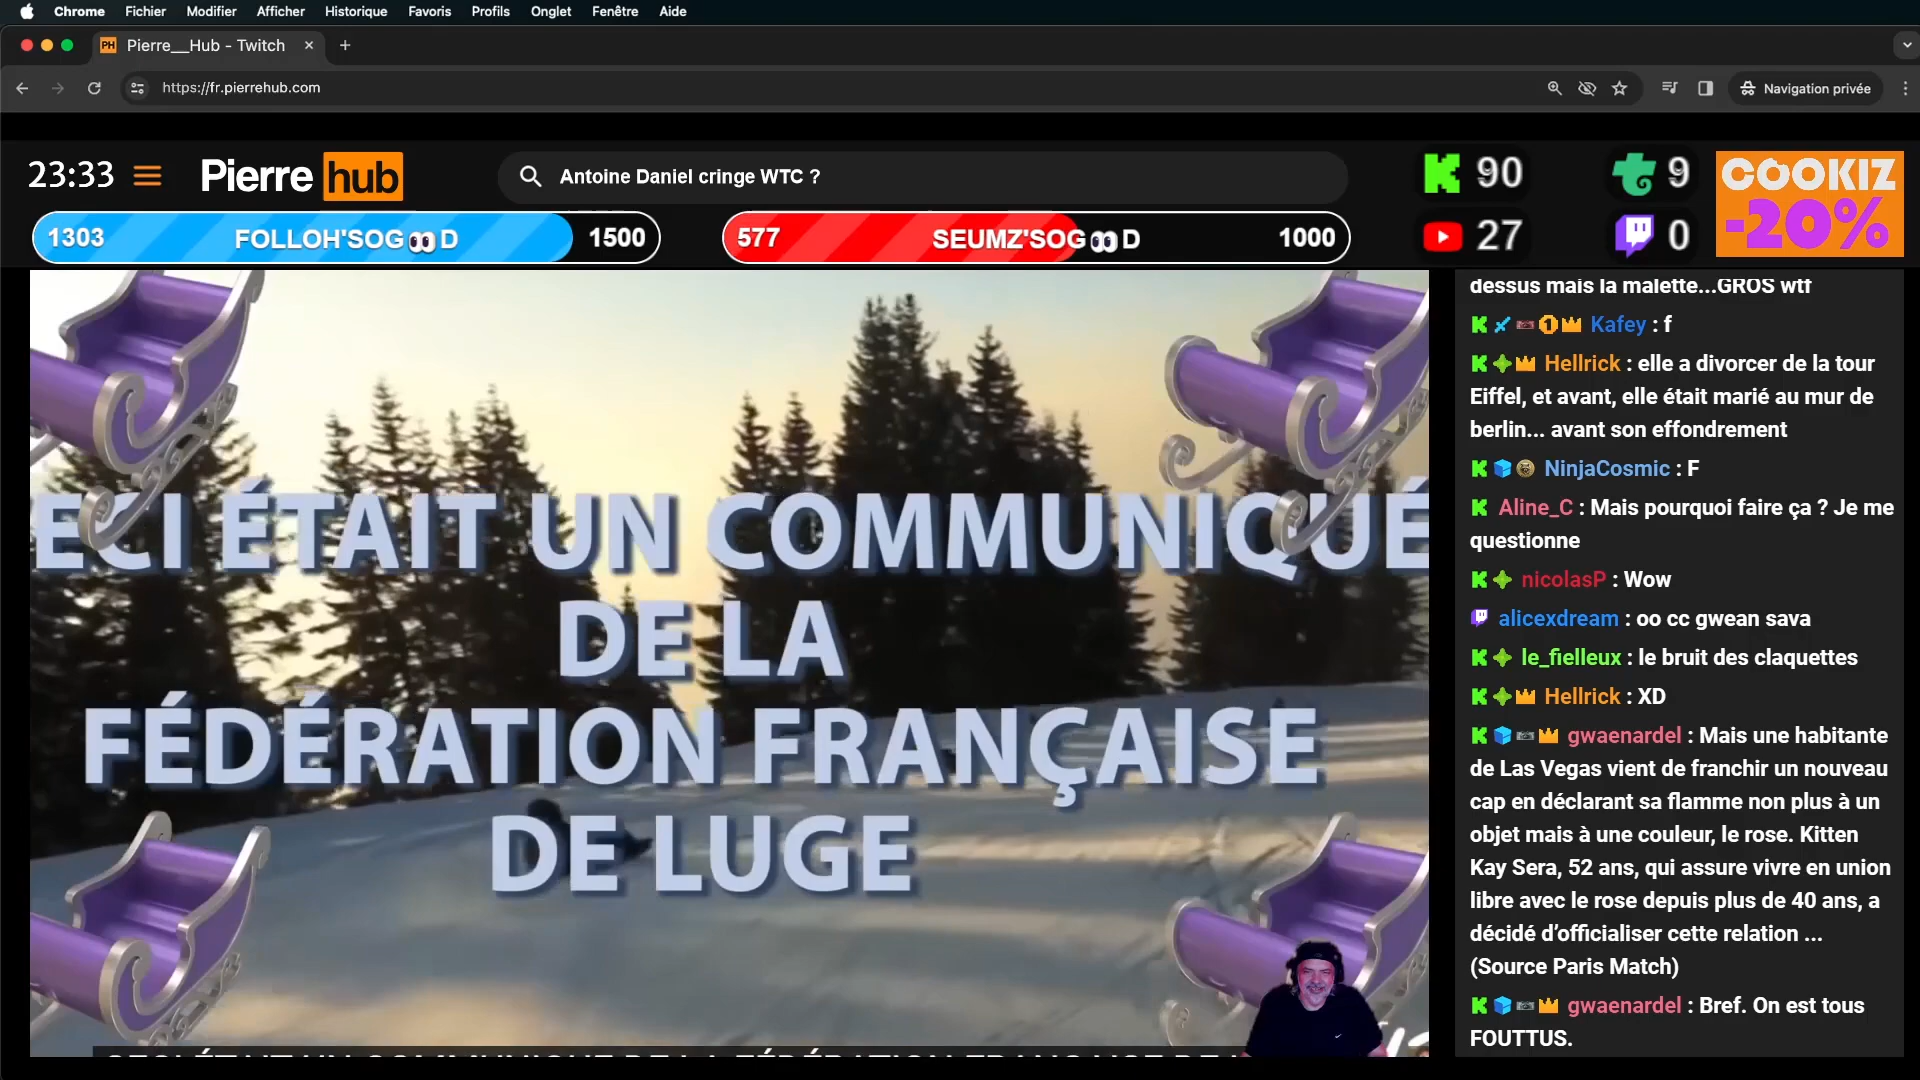 Chrome Fichier Modifier Afficher Historique Favoris Profils Onglet Fenêtre Aide
PH Pierre__Hub - Twitch
https://fr.pierrehub.com
Navigation privée
23:33
Pierre hub
Antoine Daniel cringe WTC ?
K 90
9
COOKIZ
-20%
1303 FOLLOH'SOG👀D 1500
577 SEUMZ'SOG👀D 1000
27
0
ECI ÉTAIT UN COMMUNIQUÉ
DE LA
FÉDÉRATION FRANÇAISE
DE LUGE
dessus mais la malette...GROS wtf
Kafey : f
Hellrick : elle a divorcer de la tour
Eiffel, et avant, elle était marié au mur de
berlin... avant son effondrement
NinjaCosmic : F
Aline_C : Mais pourquoi faire ça ? Je me
questionne
nicolasP : Wow
alicexdream : oo cc gwean sava
le_fielleux : le bruit des claquettes
Hellrick : XD
gwaenardel : Mais une habitante
de Las Vegas vient de franchir un nouveau
cap en déclarant sa flamme non plus à un
objet mais à une couleur, le rose. Kitten
Kay Sera, 52 ans, qui assure vivre en union
libre avec le rose depuis plus de 40 ans, a
décidé d’officialiser cette relation ...
(Source Paris Match)
gwaenardel : Bref. On est tous
FOUTTUS.